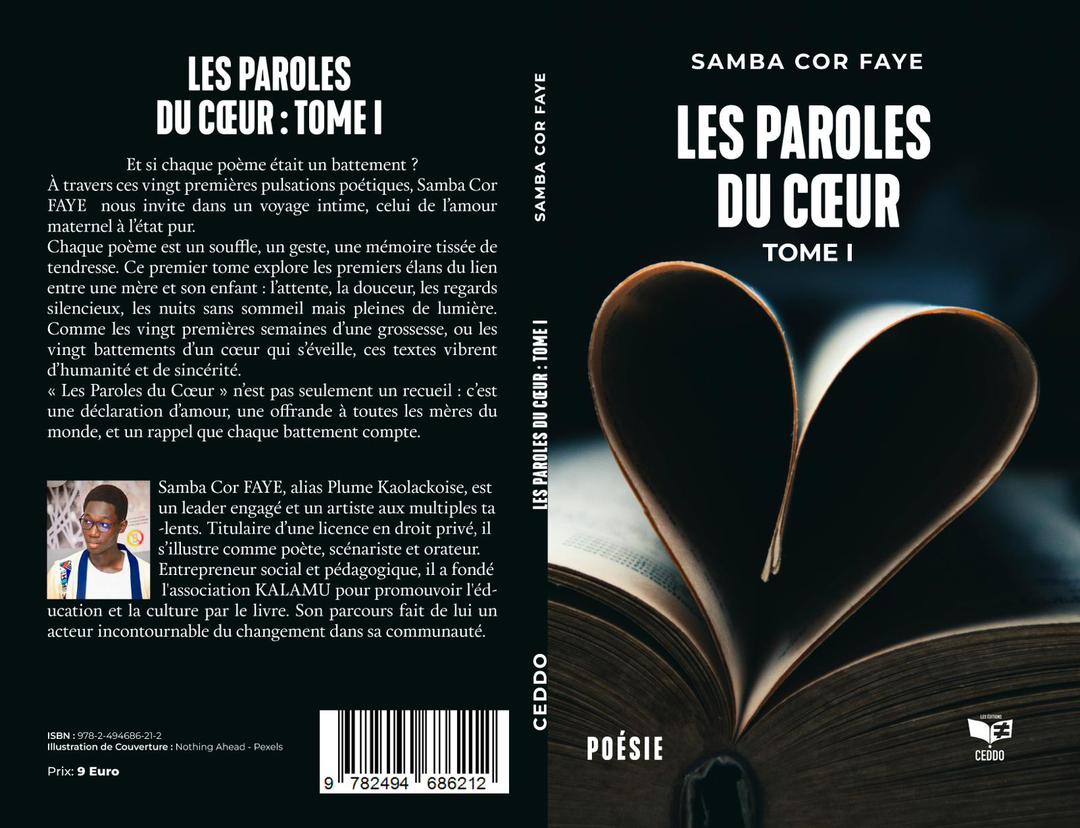 LES PAROLES
DU CŒUR : TOME I
Et si chaque poème était un battement ?
À travers ces vingt premières pulsations poétiques, Samba Cor
FAYE nous invite dans un voyage intime, celui de l’amour
maternel à l’état pur.
Chaque poème est un souffle, un geste, une mémoire tissée de
tendresse. Ce premier tome explore les premiers élans du lien
entre une mère et son enfant : l’attente, la douceur, les regards
silencieux, les nuits sans sommeil mais pleines de lumière.
Comme les vingt premières semaines d’une grossesse, ou les
vingt battements d’un cœur qui s’éveille, ces textes vibrent
d’humanité et de sincérité.
« Les Paroles du Cœur » n’est pas seulement un recueil : c’est
une déclaration d’amour, une offrande à toutes les mères du
monde, et un rappel que chaque battement compte.
Samba Cor FAYE, alias Plume Kaolackoise, est
un leader engagé et un artiste aux multiples ta
-lents. Titulaire d’une licence en droit privé, il
s’illustre comme poète, scénariste et orateur.
Entrepreneur social et pédagogique, il a fondé
l'association KALAMU pour promouvoir l'éd-
ucation et la culture par le livre. Son parcours fait de lui un
acteur incontournable du changement dans sa communauté.
ISBN : 978-2-494686-21-2
Illustration de Couverture : Nothing Ahead - Pexels
Prix: 9 Euro
9 782494 686212
SAMBA COR FAYE
LES PAROLES DU CŒUR : TOME I
CEDDO
SAMBA COR FAYE
LES PAROLES
DU CŒUR
TOME I
POÉSIE
LES ÉDITIONS
CEDDO